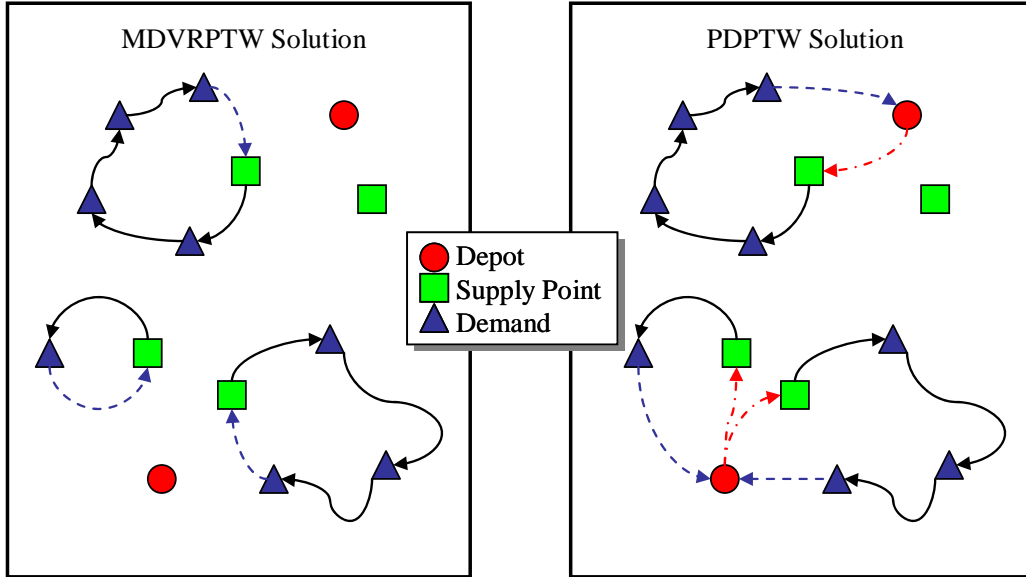 MDVRPTW Solution
PDPTW Solution
Depot
Supply Point
Demand